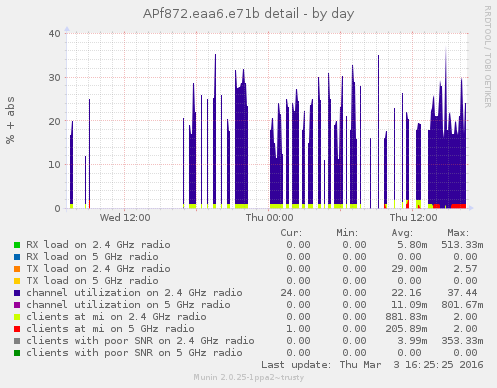 APf872.eaa6.e71b detail - by day
RRDTOOL / TOBI OETIKER
% + abs
40
30
20
10
0
Wed 12:00 Thu 00:00 Thu 12:00
Cur: Min: Avg: Max:
RX load on 2.4 GHz radio 0.00 0.00 5.80m 513.33m
RX load on 5 GHz radio 0.00 0.00 0.00 0.00
TX load on 2.4 GHz radio 0.00 0.00 29.00m 2.57
TX load on 5 GHz radio 0.00 0.00 0.00 0.00
channel utilization on 2.4 GHz radio 24.00 0.00 22.16 37.44
channel utilization on 5 GHz radio 0.00 0.00 11.09m 801.67m
clients at mi on 2.4 GHz radio 0.00 0.00 881.83m 2.00
clients at mi on 5 GHz radio 1.00 0.00 205.89m 2.00
clients with poor SNR on 2.4 GHz radio 0.00 0.00 3.99m 353.33m
clients with poor SNR on 5 GHz radio 0.00 0.00 0.00 0.00
Last update: Thu Mar 3 16:25:25 2016
Munin 2.0.25-1ppa2~trusty